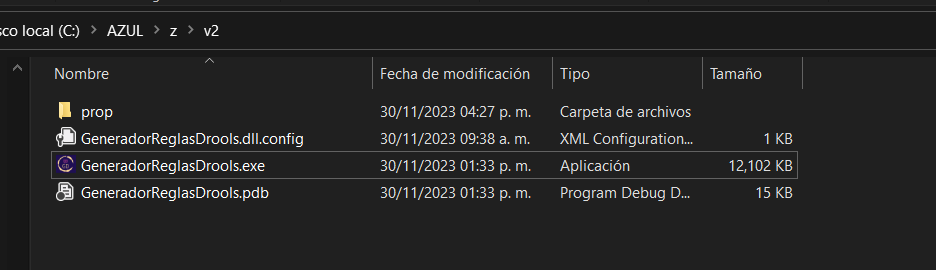 sco local (C:) > AZUL > z > v2
Nombre Fecha de modificación Tipo Tamaño
prop 30/11/2023 04:27 p. m. Carpeta de archivos
GeneradorReglasDrools.dll.config 30/11/2023 09:38 a. m. XML Configuration... 1 KB
GeneradorReglasDrools.exe 30/11/2023 01:33 p. m. Aplicación 12,102 KB
GeneradorReglasDrools.pdb 30/11/2023 01:33 p. m. Program Debug D... 15 KB